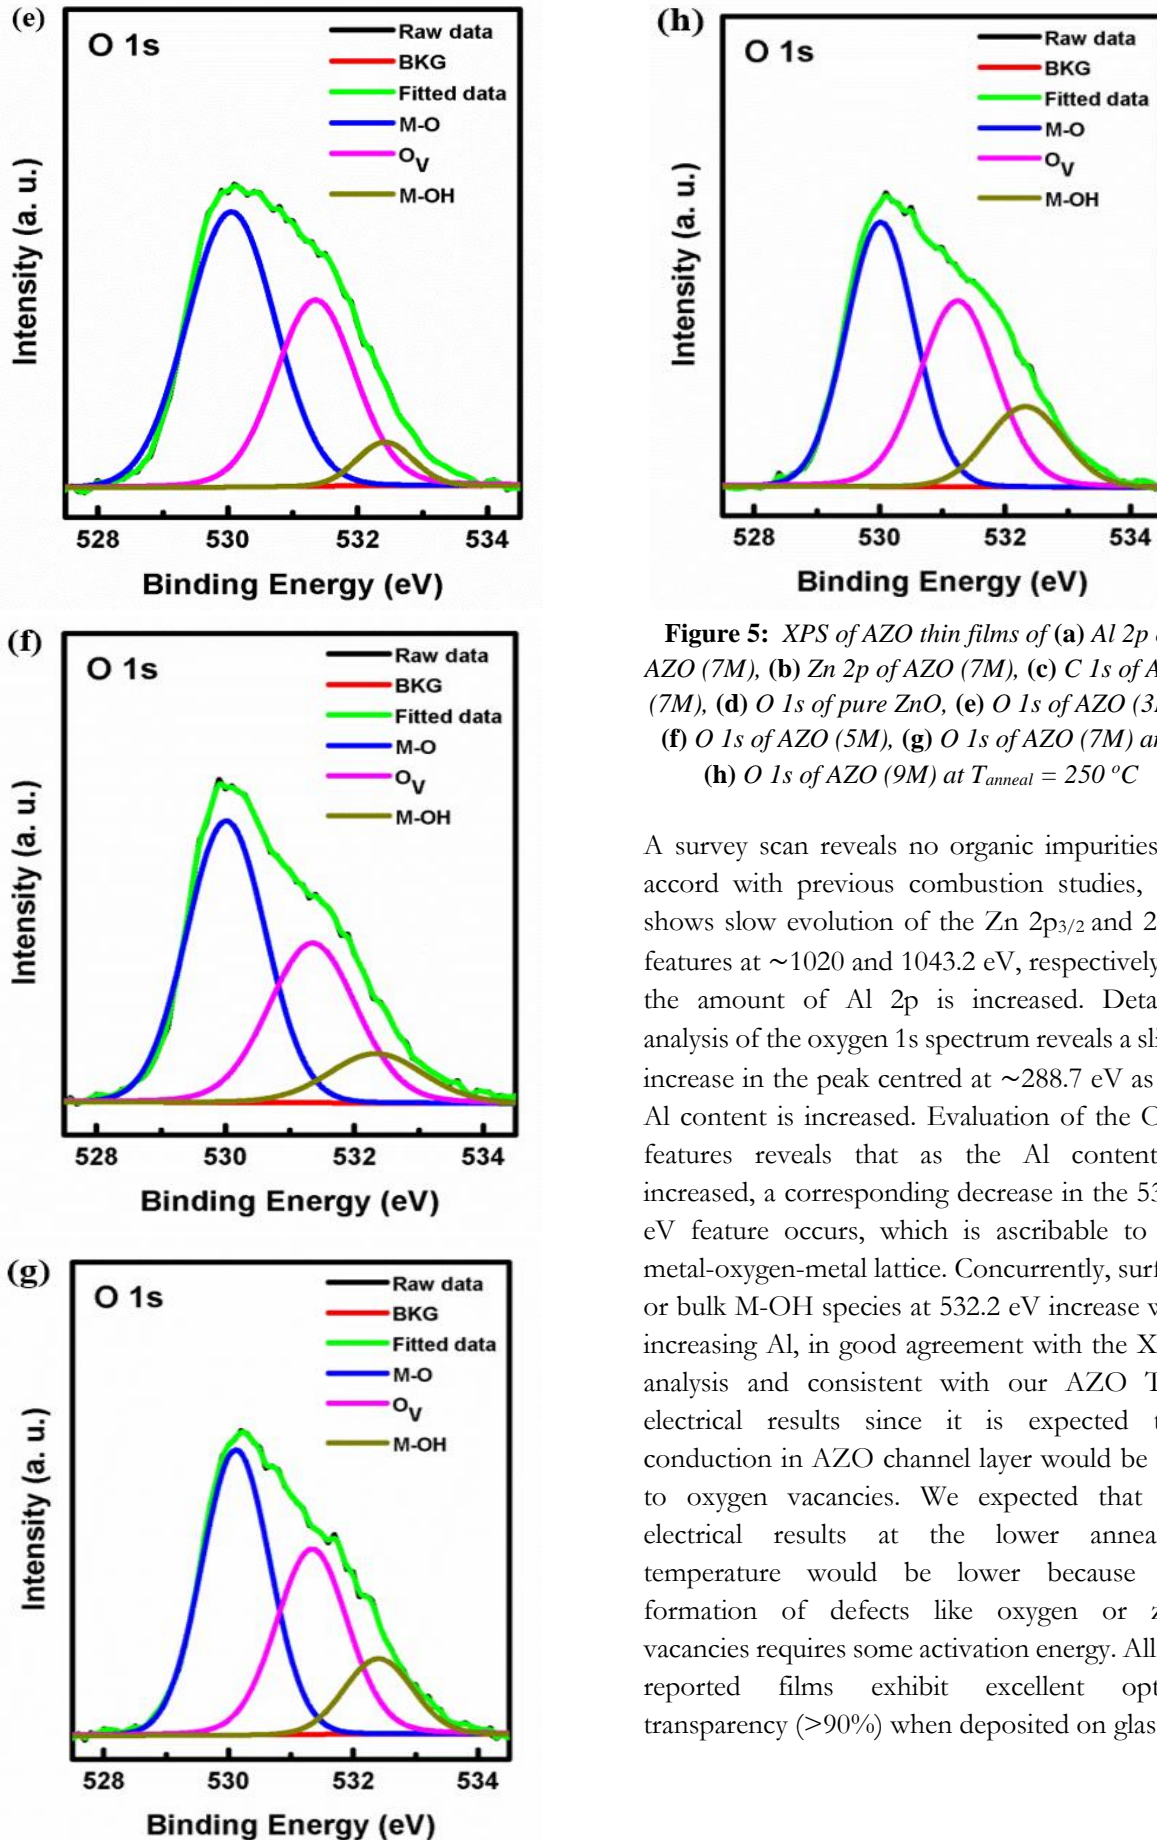 (e)
O 1s
Raw data
BKG
Fitted data
M-O
OV
M-OH
Intensity (a. u.)
528 530 532 534
Binding Energy (eV)
(f)
O 1s
Raw data
BKG
Fitted data
M-O
OV
M-OH
Intensity (a. u.)
528 530 532 534
Binding Energy (eV)
(g)
O 1s
Raw data
BKG
Fitted data
M-O
OV
M-OH
Intensity (a. u.)
528 530 532 534
Binding Energy (eV)
(h)
O 1s
Raw data
BKG
Fitted data
M-O
OV
M-OH
Intensity (a. u.)
528 530 532 534
Binding Energy (eV)
Figure 5: XPS of AZO thin films of (a) Al 2p
AZO (7M), (b) Zn 2p of AZO (7M), (c) C 1s of
(7M), (d) O 1s of pure ZnO, (e) O 1s of AZO
(f) O 1s of AZO (5M), (g) O 1s of AZO (7M)
(h) O 1s of AZO (9M) at Tanneal = 250 ºC
A survey scan reveals no organic impurities
accord with previous combustion studies,
shows slow evolution of the Zn 2p3/2 and
features at ~1020 and 1043.2 eV, respectively
the amount of Al 2p is increased.
analysis of the oxygen 1s spectrum reveals a
increase in the peak centred at ~288.7 eV as
Al content is increased. Evaluation of the
features reveals that as the Al content
increased, a corresponding decrease in the
eV feature occurs, which is ascribable to
metal-oxygen-metal lattice. Concurrently,
or bulk M-OH species at 532.2 eV increase
increasing Al, in good agreement with the
analysis and consistent with our AZO
electrical results since it is expected
conduction in AZO channel layer would be
to oxygen vacancies. We expected that
electrical results at the lower
temperature would be lower because
formation of defects like oxygen or
vacancies requires some activation energy. All
reported films exhibit excellent
transparency (>90%) when deposited on